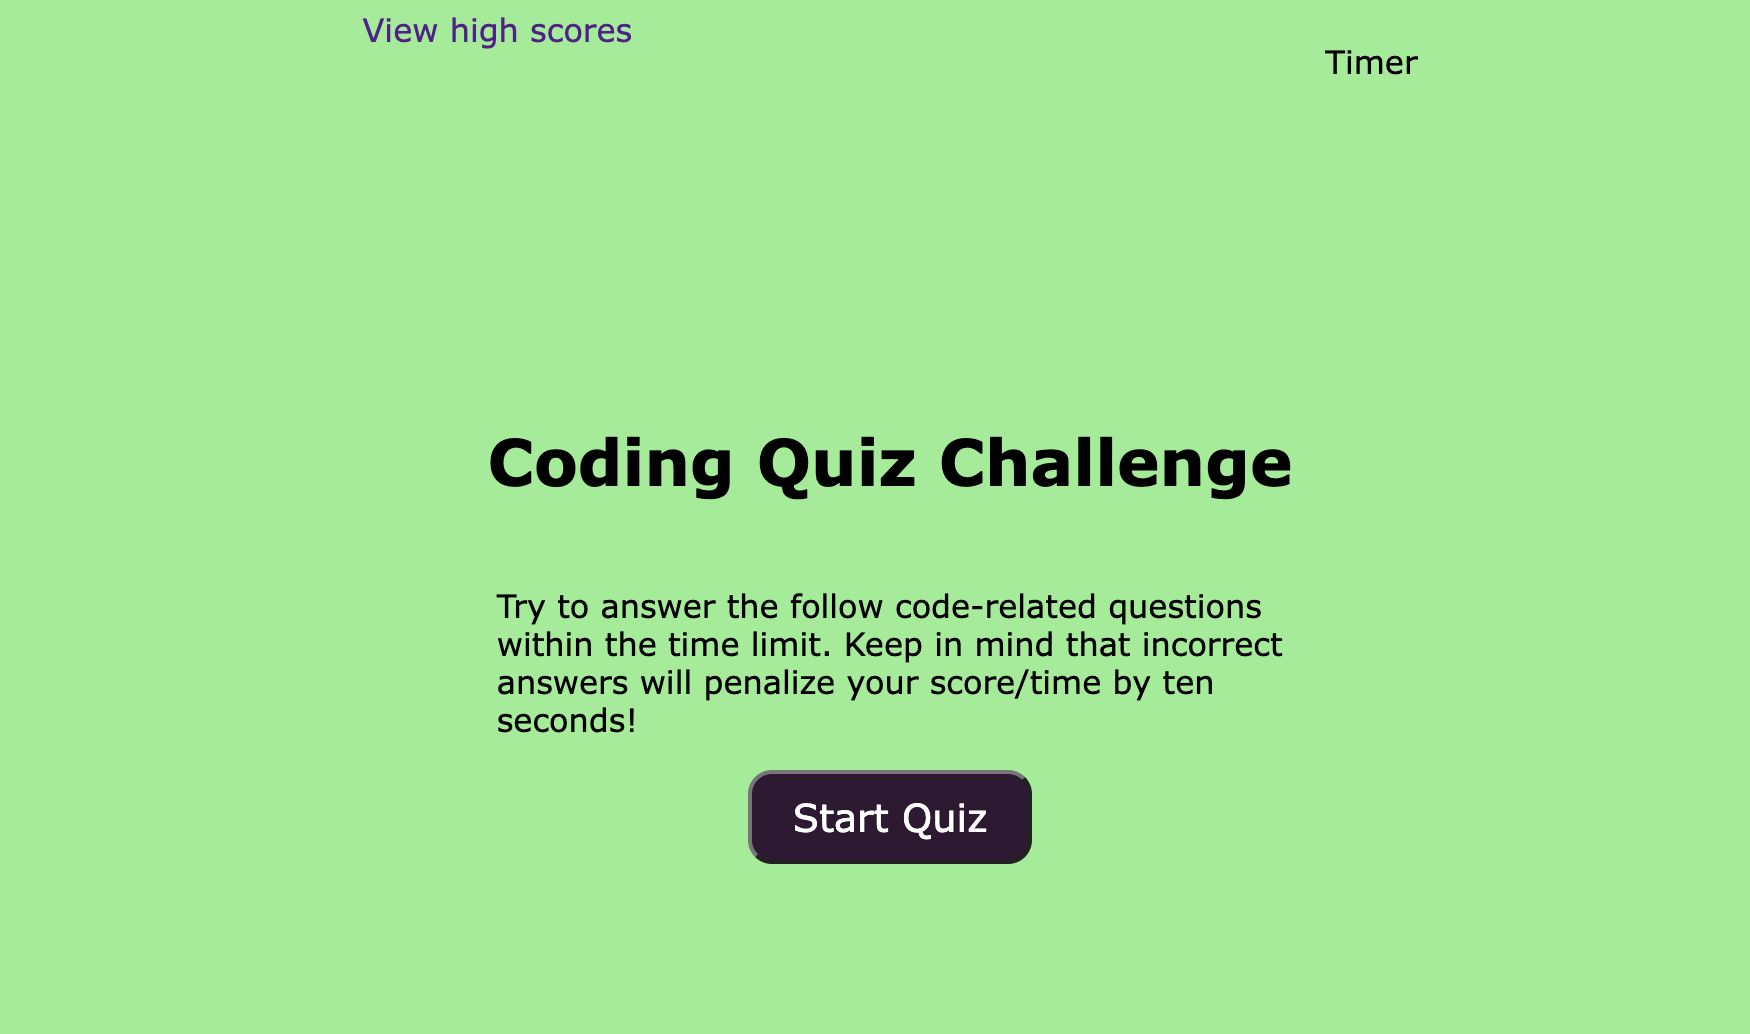 View high scores
Timer
Coding Quiz Challenge
Try to answer the follow code-related questions
within the time limit. Keep in mind that incorrect
answers will penalize your score/time by ten
seconds!
Start Quiz